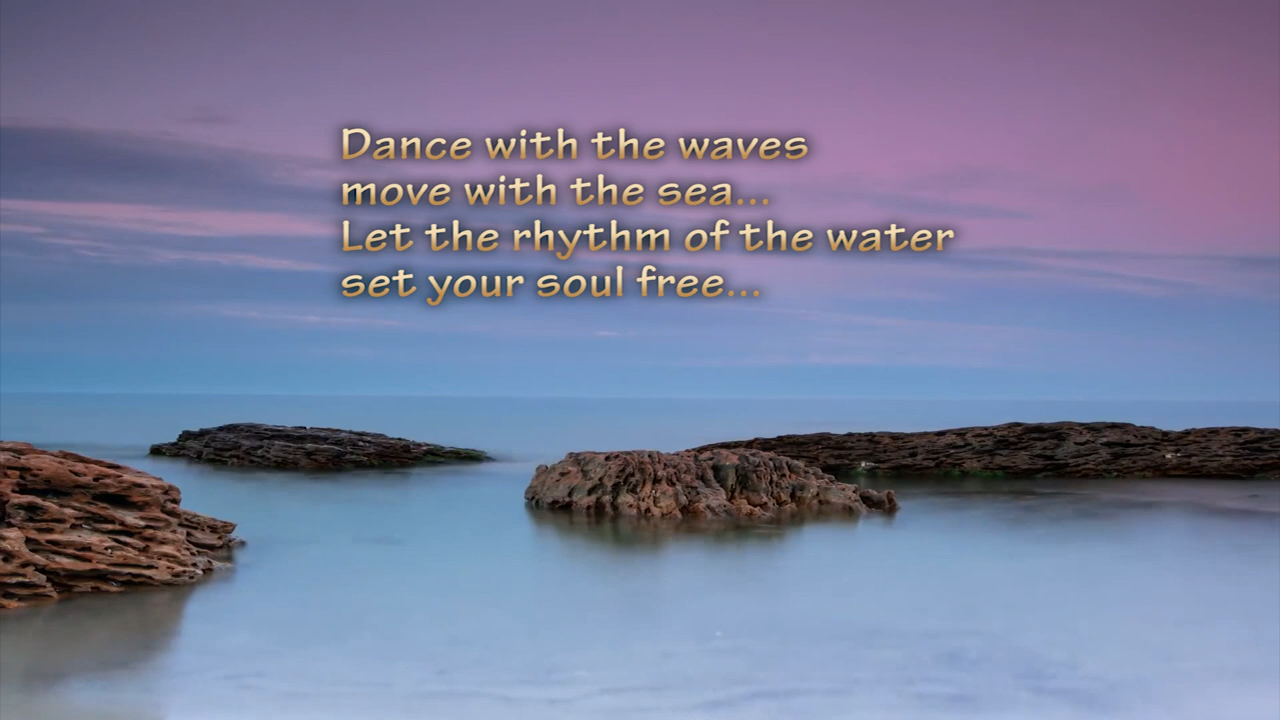 Dance with the waves
move with the sea...
Let the rhythm of the water
set your soul free...